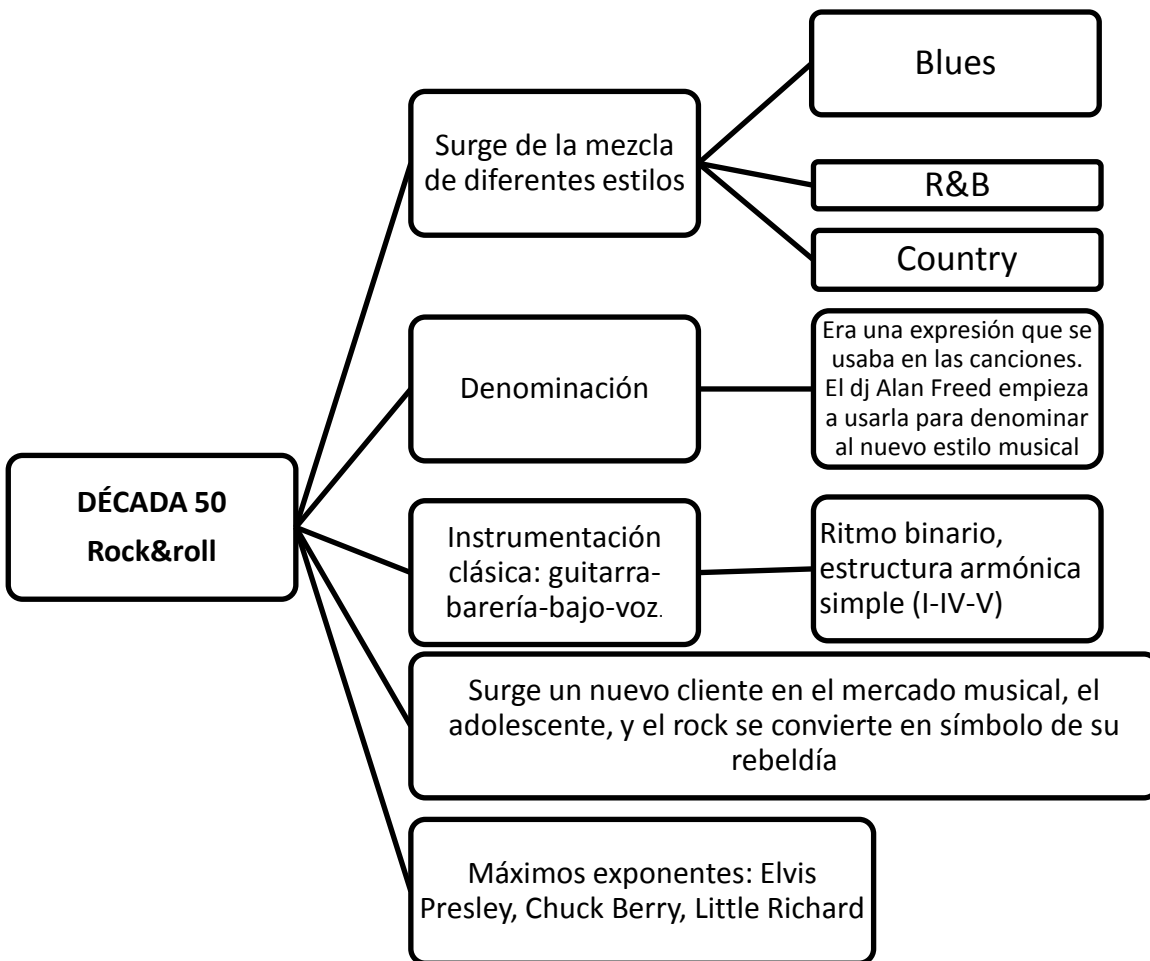 DÉCADA 50
Rock&roll
Surge de la mezcla
de diferentes estilos
Blues
R&B
Country
Denominación
Era una expresión que se
usaba en las canciones.
El dj Alan Freed empieza
a usarla para denominar
al nuevo estilo musical
Instrumentación
clásica: guitarra-
barería-bajo-voz.
Ritmo binario,
estructura armónica
simple (I-IV-V)
Surge un nuevo cliente en el mercado musical, el
adolescente, y el rock se convierte en símbolo de su
rebeldía
Máximos exponentes: Elvis
Presley, Chuck Berry, Little Richard